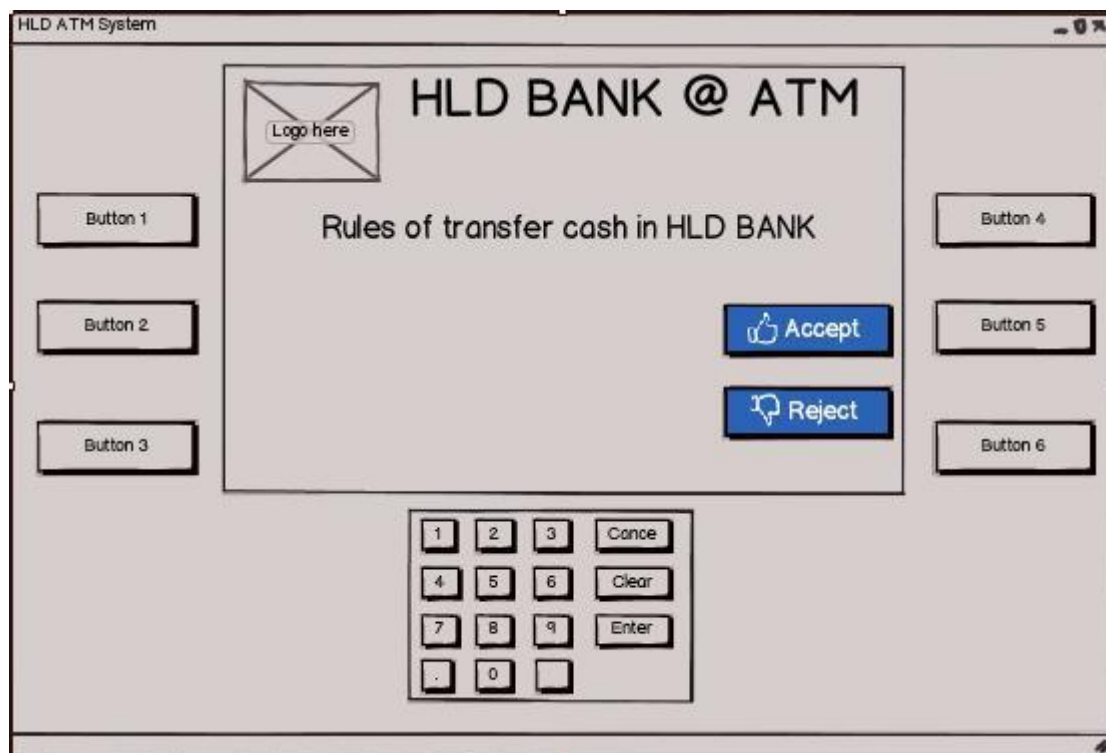 HLD ATM System
HLD BANK @ ATM
Logo here
Rules of transfer cash in HLD BANK
Button 1
Button 4
Button 2
Accept
Button 5
Reject
Button 3
Button 6
1 2 3 Cance
4 5 6 Clear
7 8 9 Enter
. 0